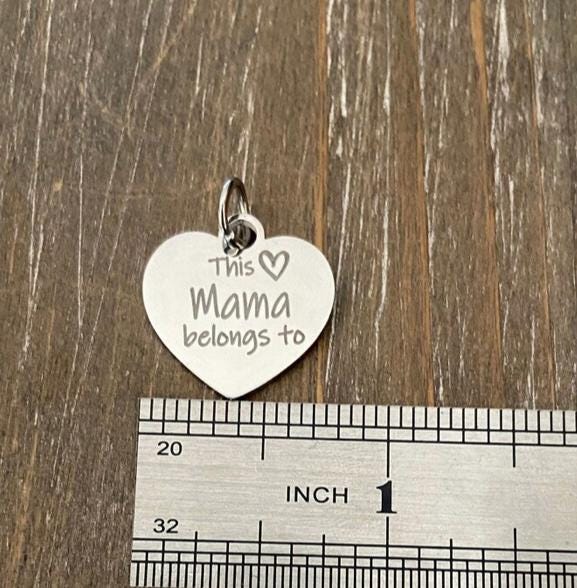 This ♡
Mama
belongs to
20
INCH 1
32